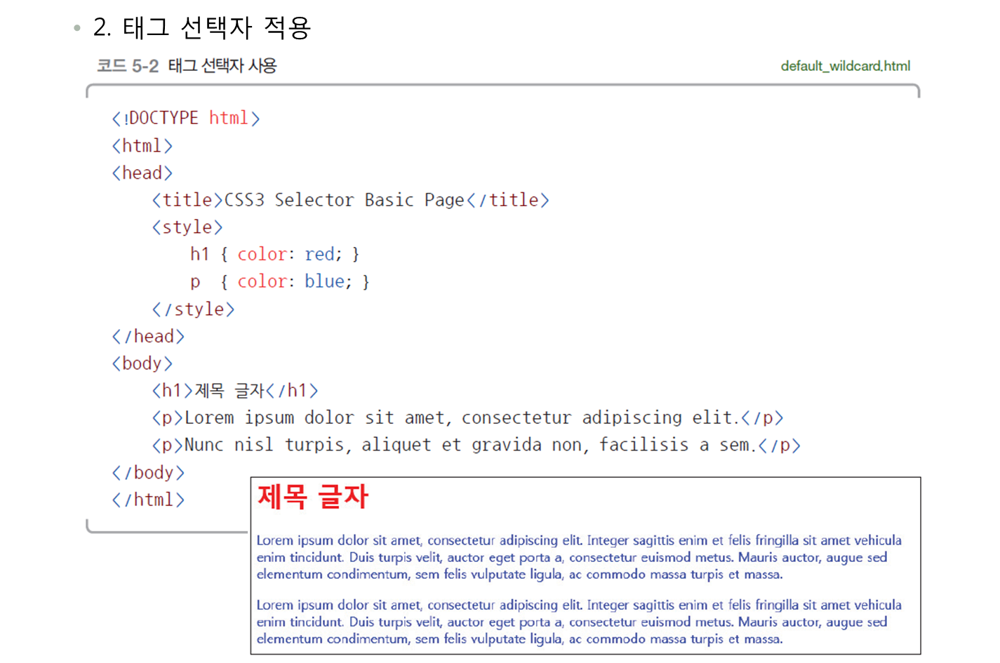 • 2. 태그 선택자 적용
코드 5-2 태그 선택자 사용 default_wildcard.html
<!DOCTYPE html>
<html>
<head>
<title>CSS3 Selector Basic Page</title>
<style>
h1 { color: red; }
p { color: blue; }
</style>
</head>
<body>
<h1>제목 글자</h1>
<p>Lorem ipsum dolor sit amet, consectetur adipiscing elit.</p>
<p>Nunc nisl turpis, aliquet et gravida non, facilisis a sem.</p>
</body>
</html>
제목 글자
Lorem ipsum dolor sit amet, consectetur adipiscing elit. Integer sagittis enim et felis fringilla sit amet vehicula
enim tincidunt. Duis turpis velit, auctor eget porta a, consectetur euismod metus. Mauris auctor, augue sed
elementum condimentum, sem felis vulputate ligula, ac commodo massa turpis et massa.
Lorem ipsum dolor sit amet, consectetur adipiscing elit. Integer sagittis enim et felis fringilla sit amet vehicula
enim tincidunt. Duis turpis velit, auctor eget porta a, consectetur euismod metus. Mauris auctor, augue sed
elementum condimentum, sem felis vulputate ligula, ac commodo massa turpis et massa.